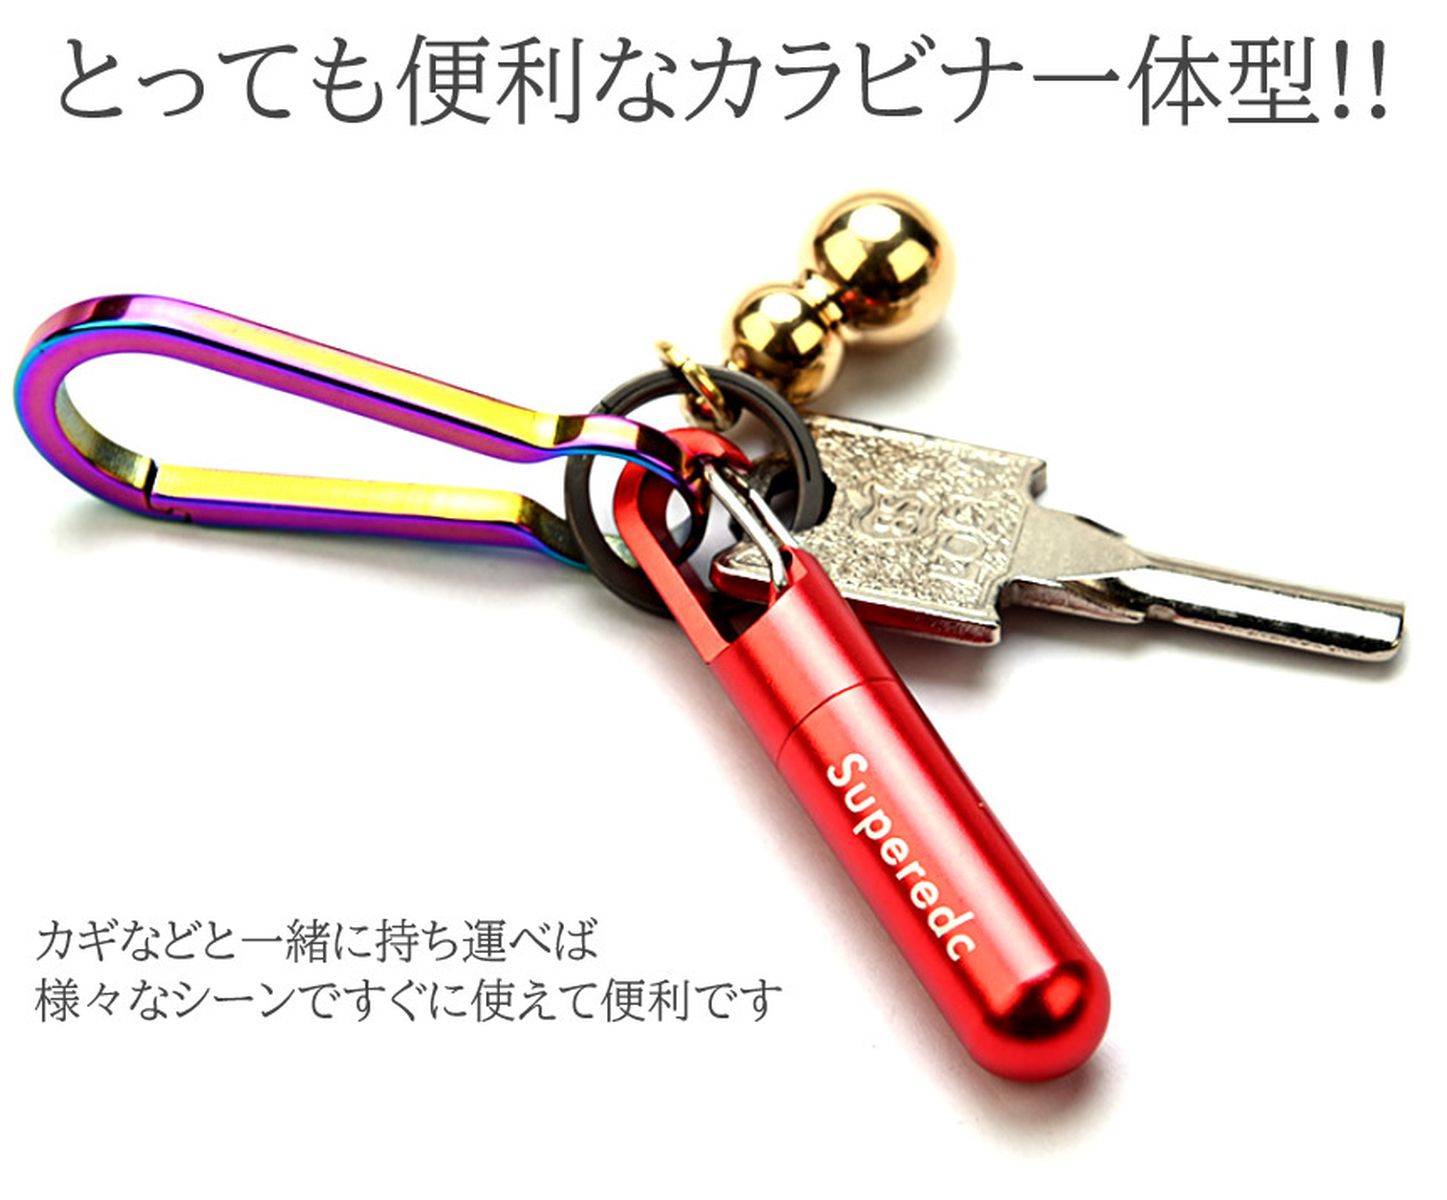 とっても便利なカラビナ一体型!!
Superedc
カギなどと一緒に持ち運べば
様々なシーンですぐに使えて便利です